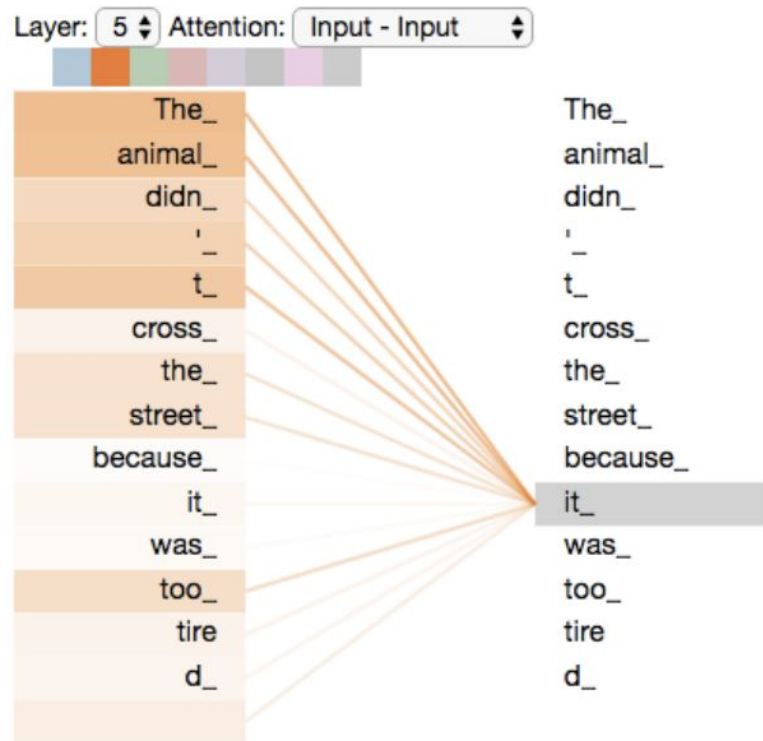 Layer: 5 Attention: Input - Input
The_ The_
animal_ animal_
didn_ didn_
'_ '_
t_ t_
cross_ cross_
the_ the_
street_ street_
because_ because_
it_ it_
was_ was_
too_ too_
tire tire
d_ d_